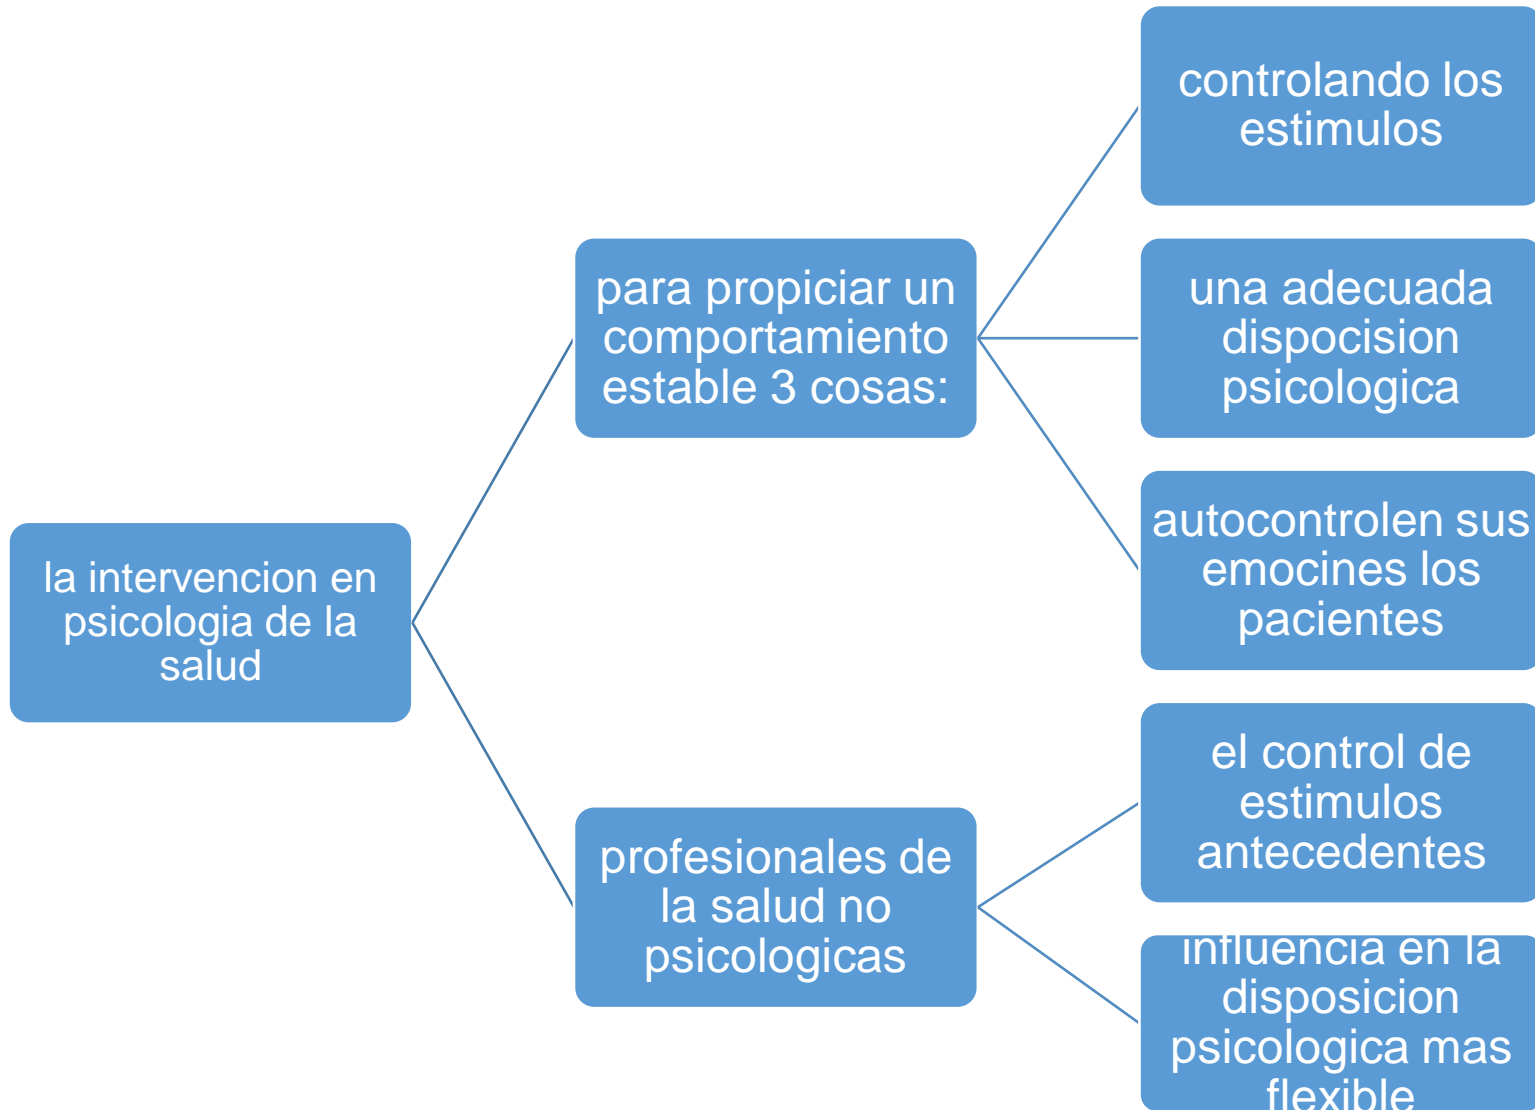 la intervencion en
psicologia de la
salud
para propiciar un
comportamiento
estable 3 cosas:
controlando los
estimulos
una adecuada
dispocision
psicologica
autocontrolen sus
emocines los
pacientes
profesionales de
la salud no
psicologicas
el control de
estimulos
antecedentes
influencia en la
disposicion
psicologica mas
flexible